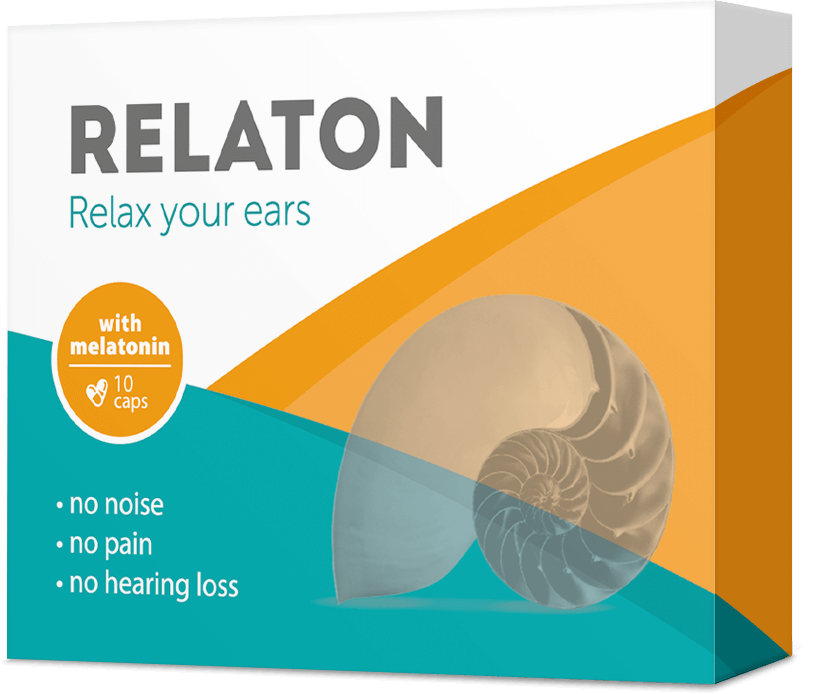 RELATON
Relax your ears
with
melatonin
10
caps
• no noise
• no pain
• no hearing loss